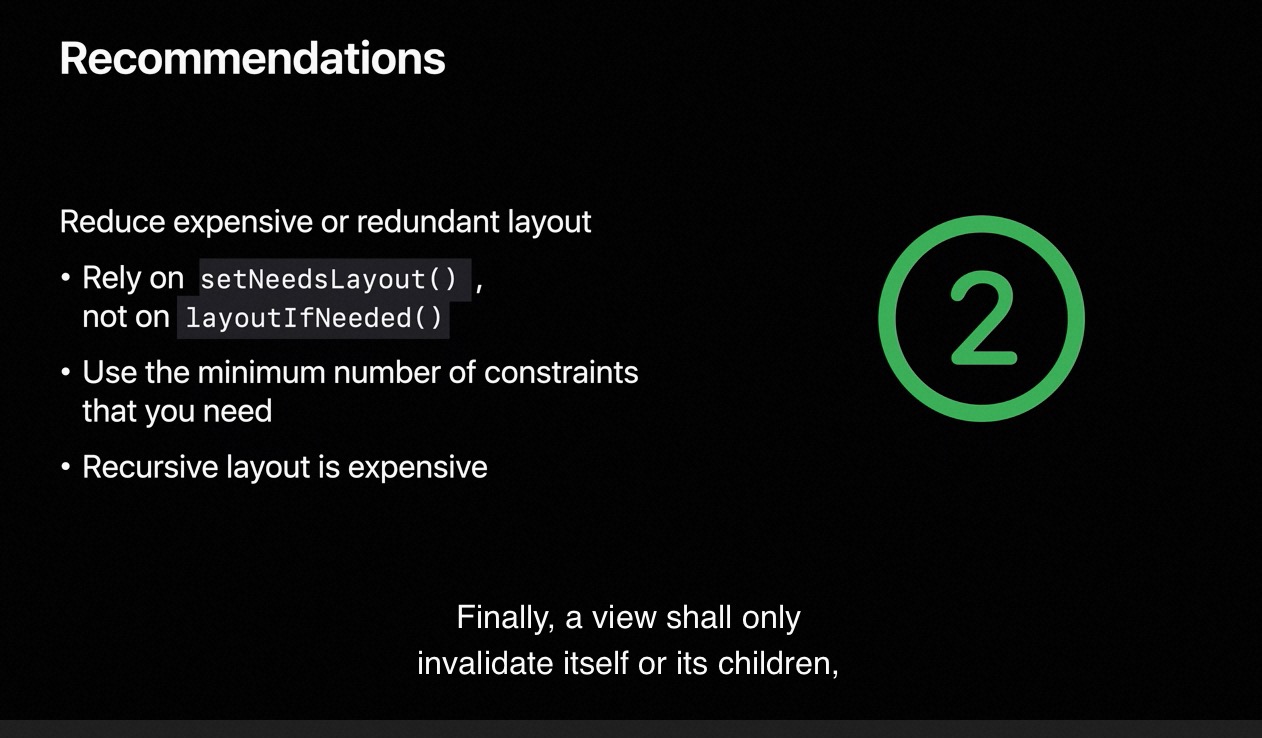 Recommendations
Reduce expensive or redundant layout
• Rely on setNeedsLayout() ,
not on layoutIfNeeded()
• Use the minimum number of constraints
that you need
• Recursive layout is expensive
2
Finally, a view shall only
invalidate itself or its children,